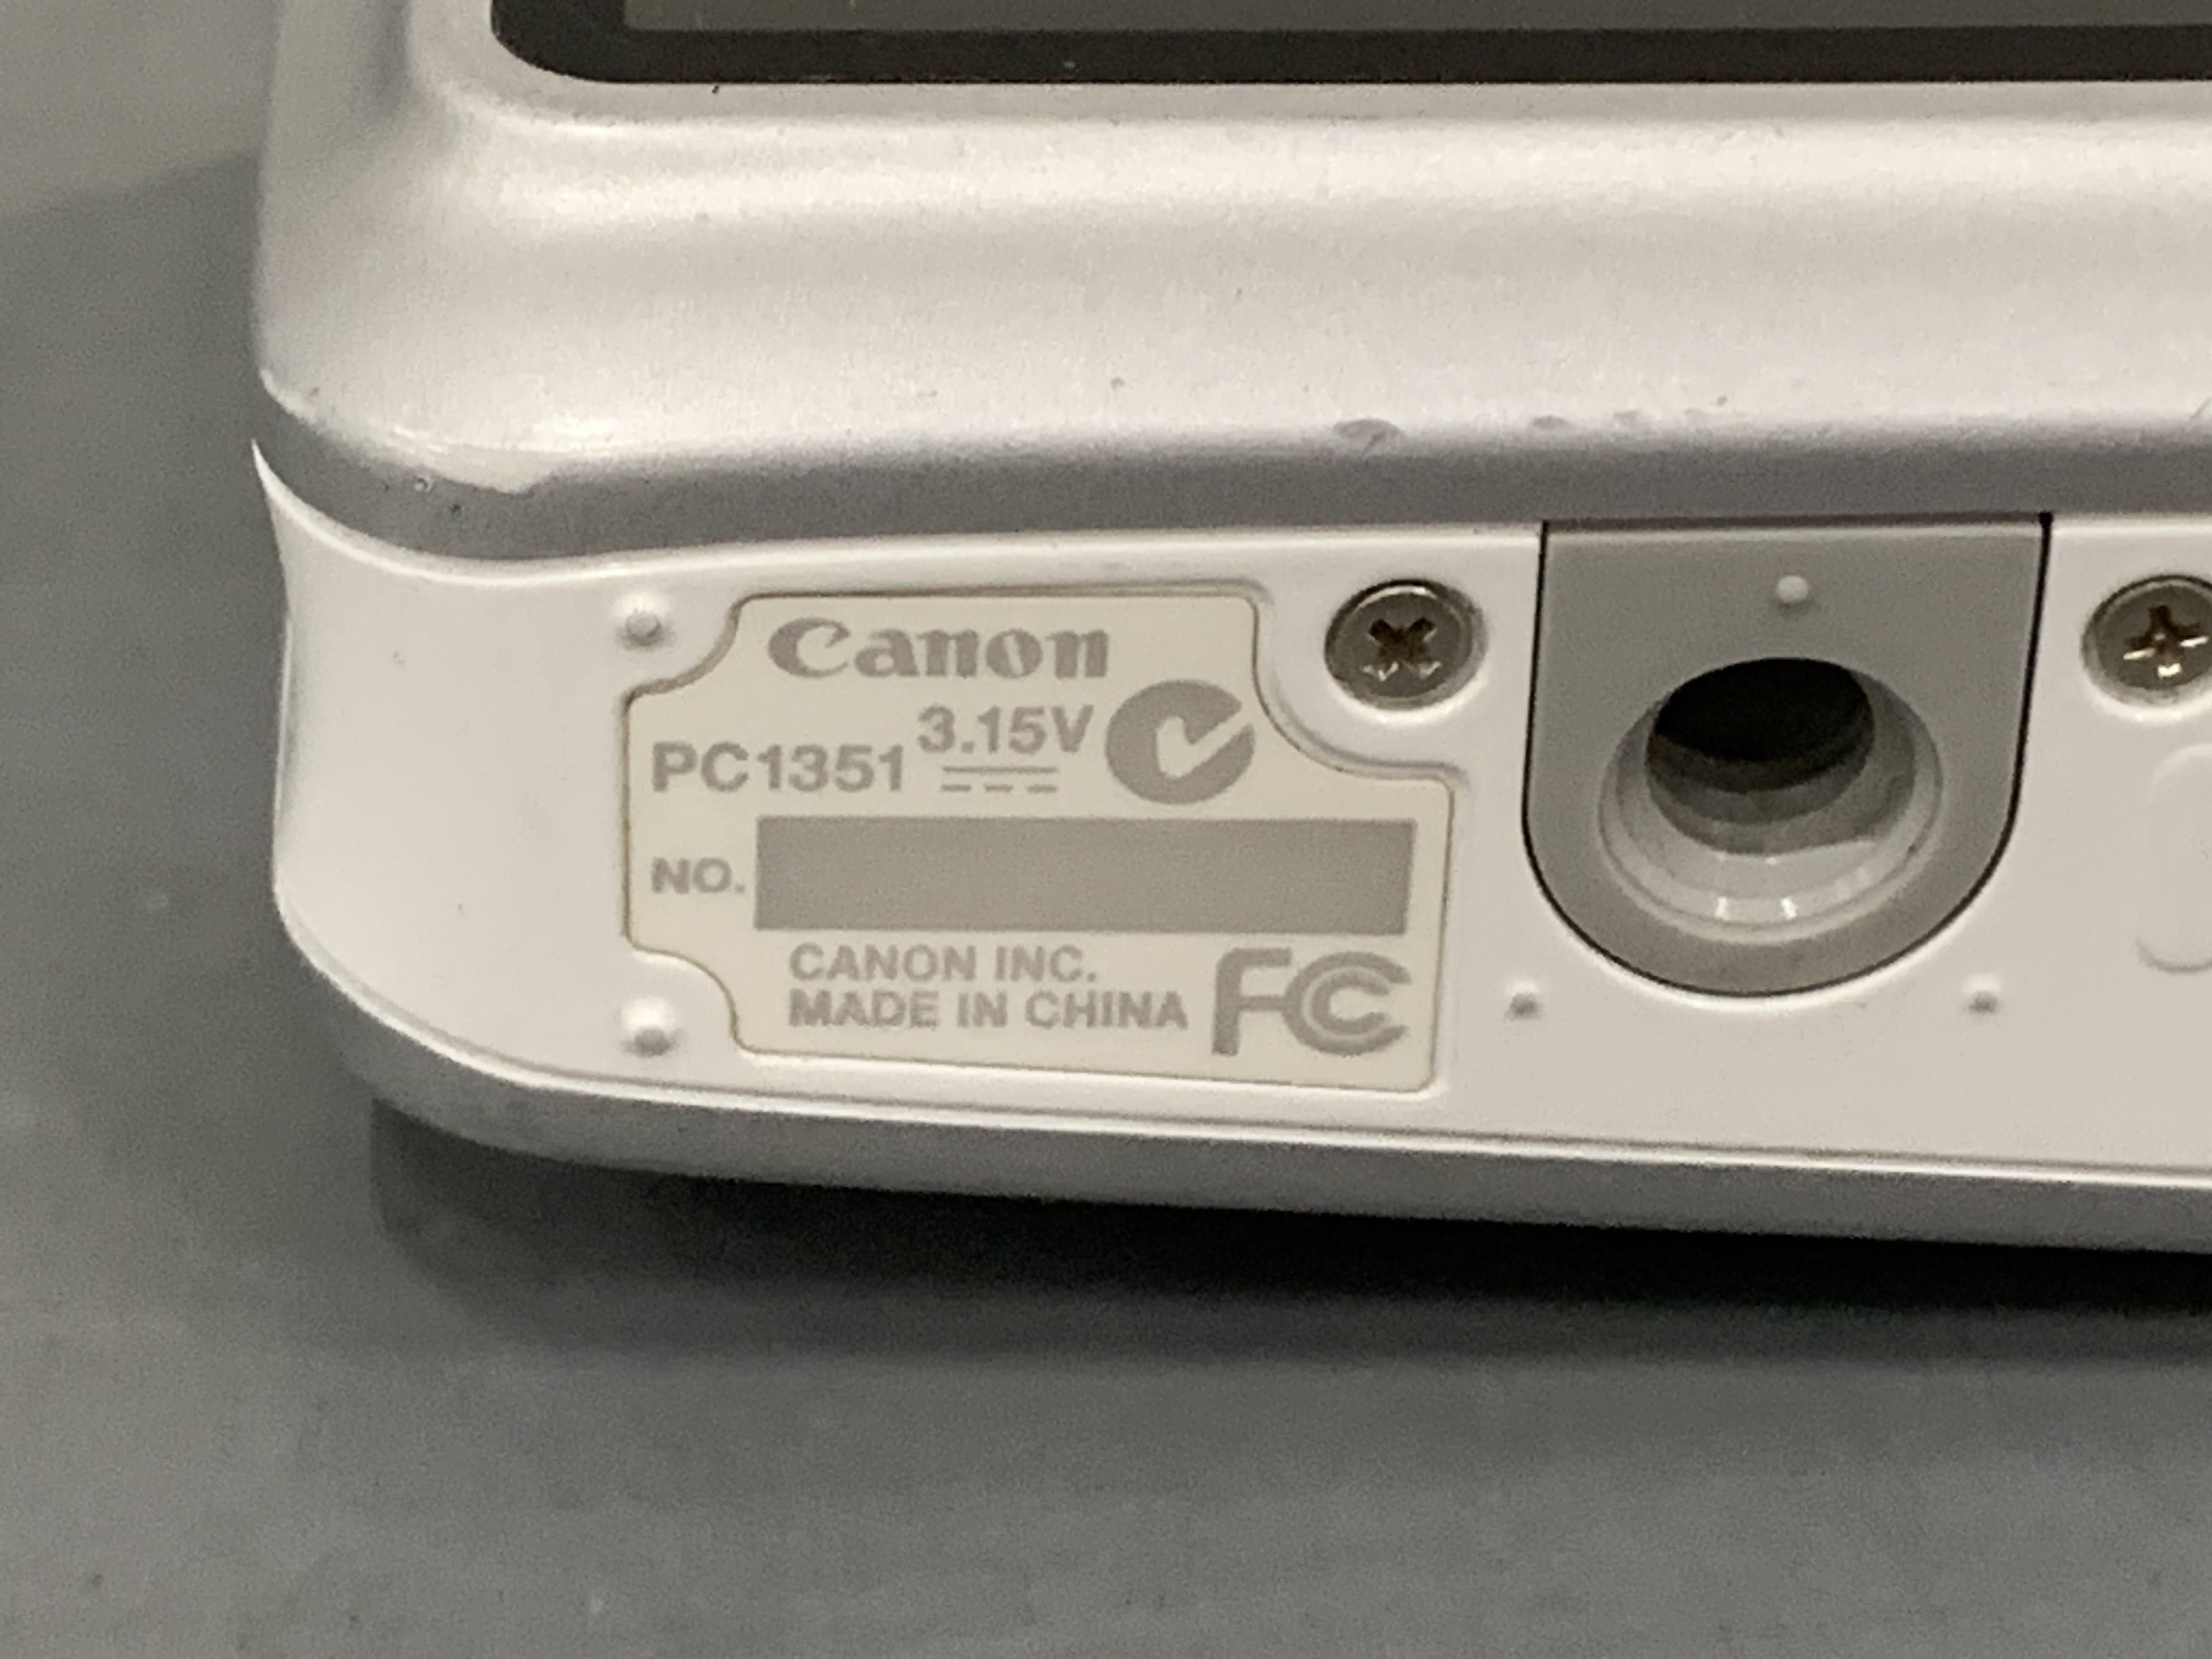 Canon
PC1351 3.15V
NO.
CANON INC.
MADE IN CHINA FC